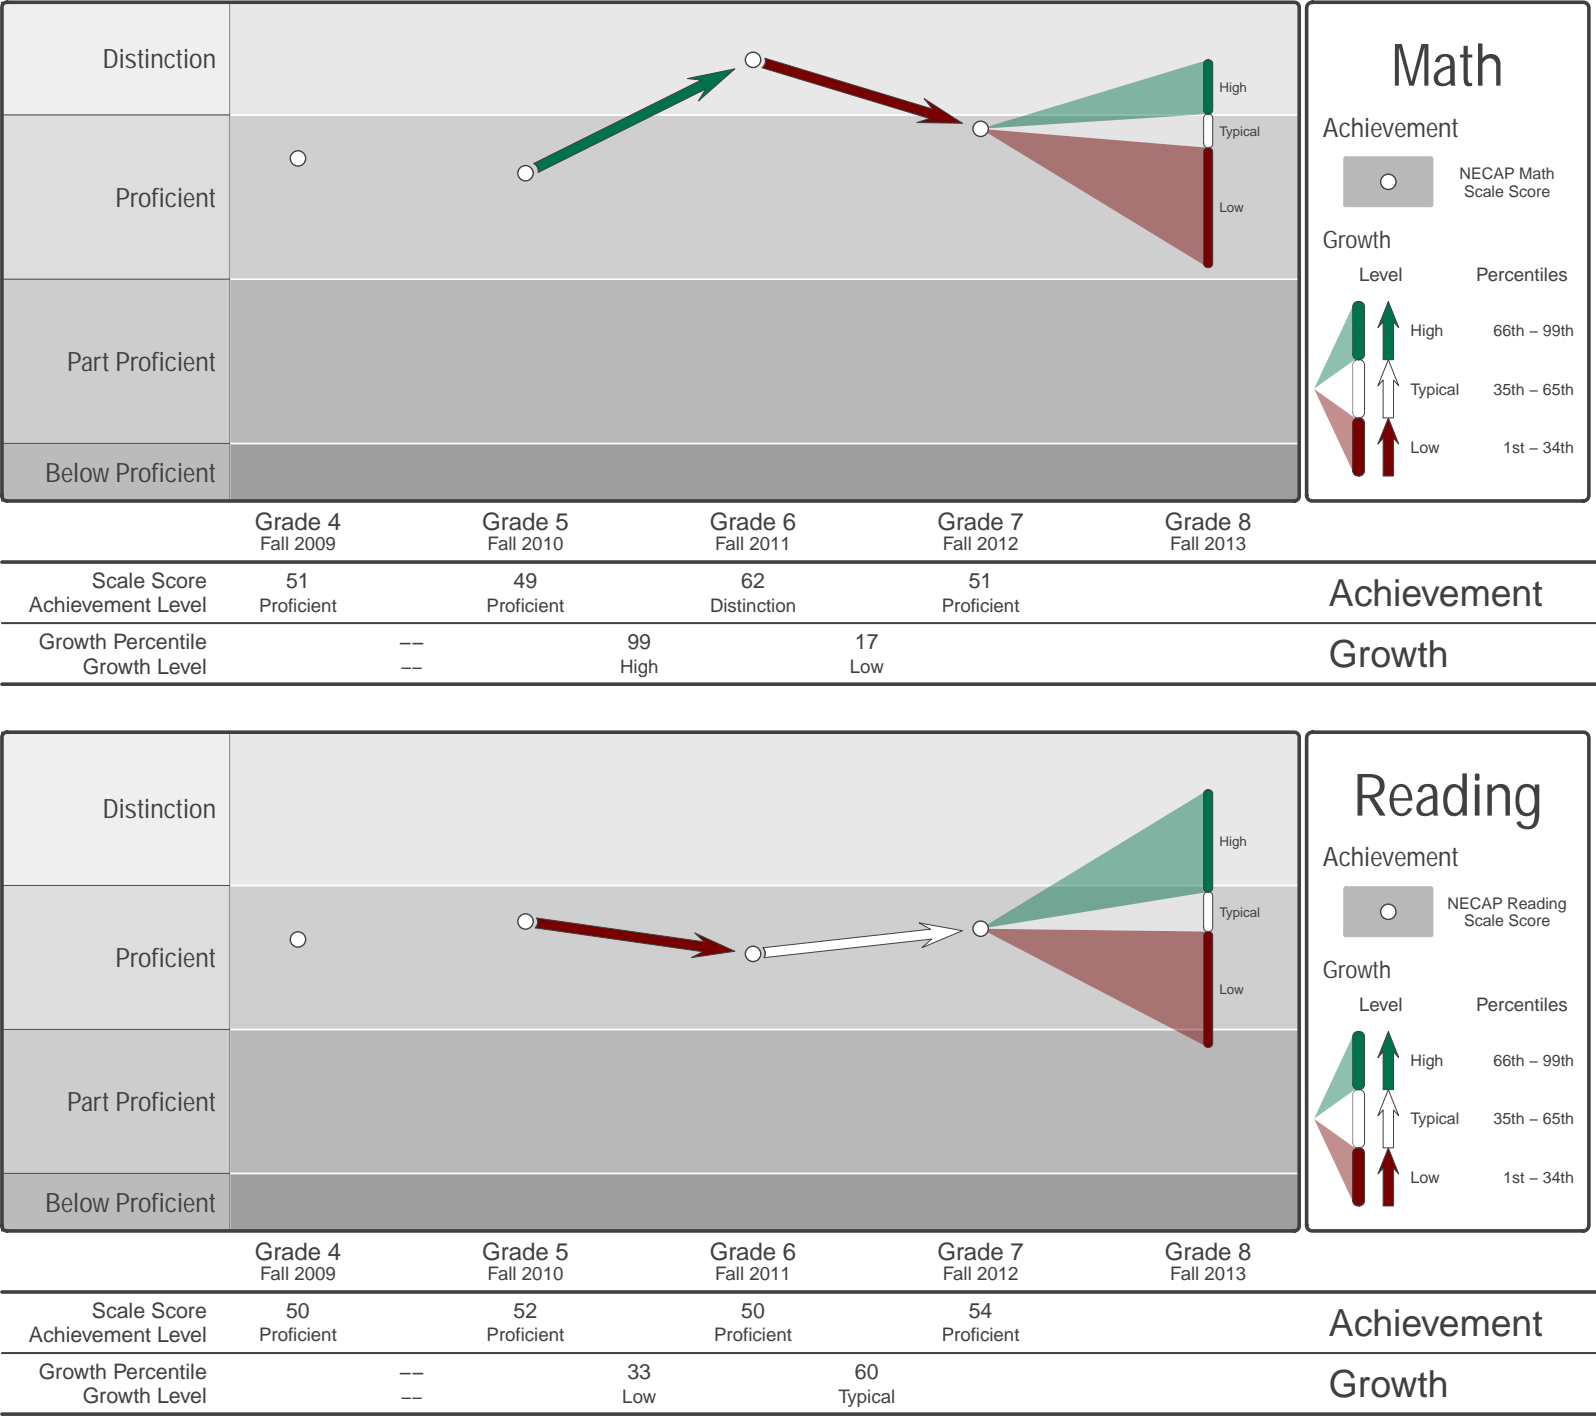 Distinction
Proficient
Part Proficient
Below Proficient
High
Typical
Low
Math
Achievement
NECAP Math
Scale Score
Growth
Level Percentiles
High 66th – 99th
Typical 35th – 65th
Low 1st – 34th
Grade 4 Grade 5 Grade 6 Grade 7 Grade 8
Fall 2009 Fall 2010 Fall 2011 Fall 2012 Fall 2013
Scale Score 51 49 62 51
Achievement Level Proficient Proficient Distinction Proficient
Achievement
Growth Percentile –– 99 17
Growth Level –– High Low
Growth
Distinction
Proficient
Part Proficient
Below Proficient
High
Typical
Low
Reading
Achievement
NECAP Reading
Scale Score
Growth
Level Percentiles
High 66th – 99th
Typical 35th – 65th
Low 1st – 34th
Grade 4 Grade 5 Grade 6 Grade 7 Grade 8
Fall 2009 Fall 2010 Fall 2011 Fall 2012 Fall 2013
Scale Score 50 52 50 54
Achievement Level Proficient Proficient Proficient Proficient
Achievement
Growth Percentile –– 33 60
Growth Level –– Low Typical
Growth